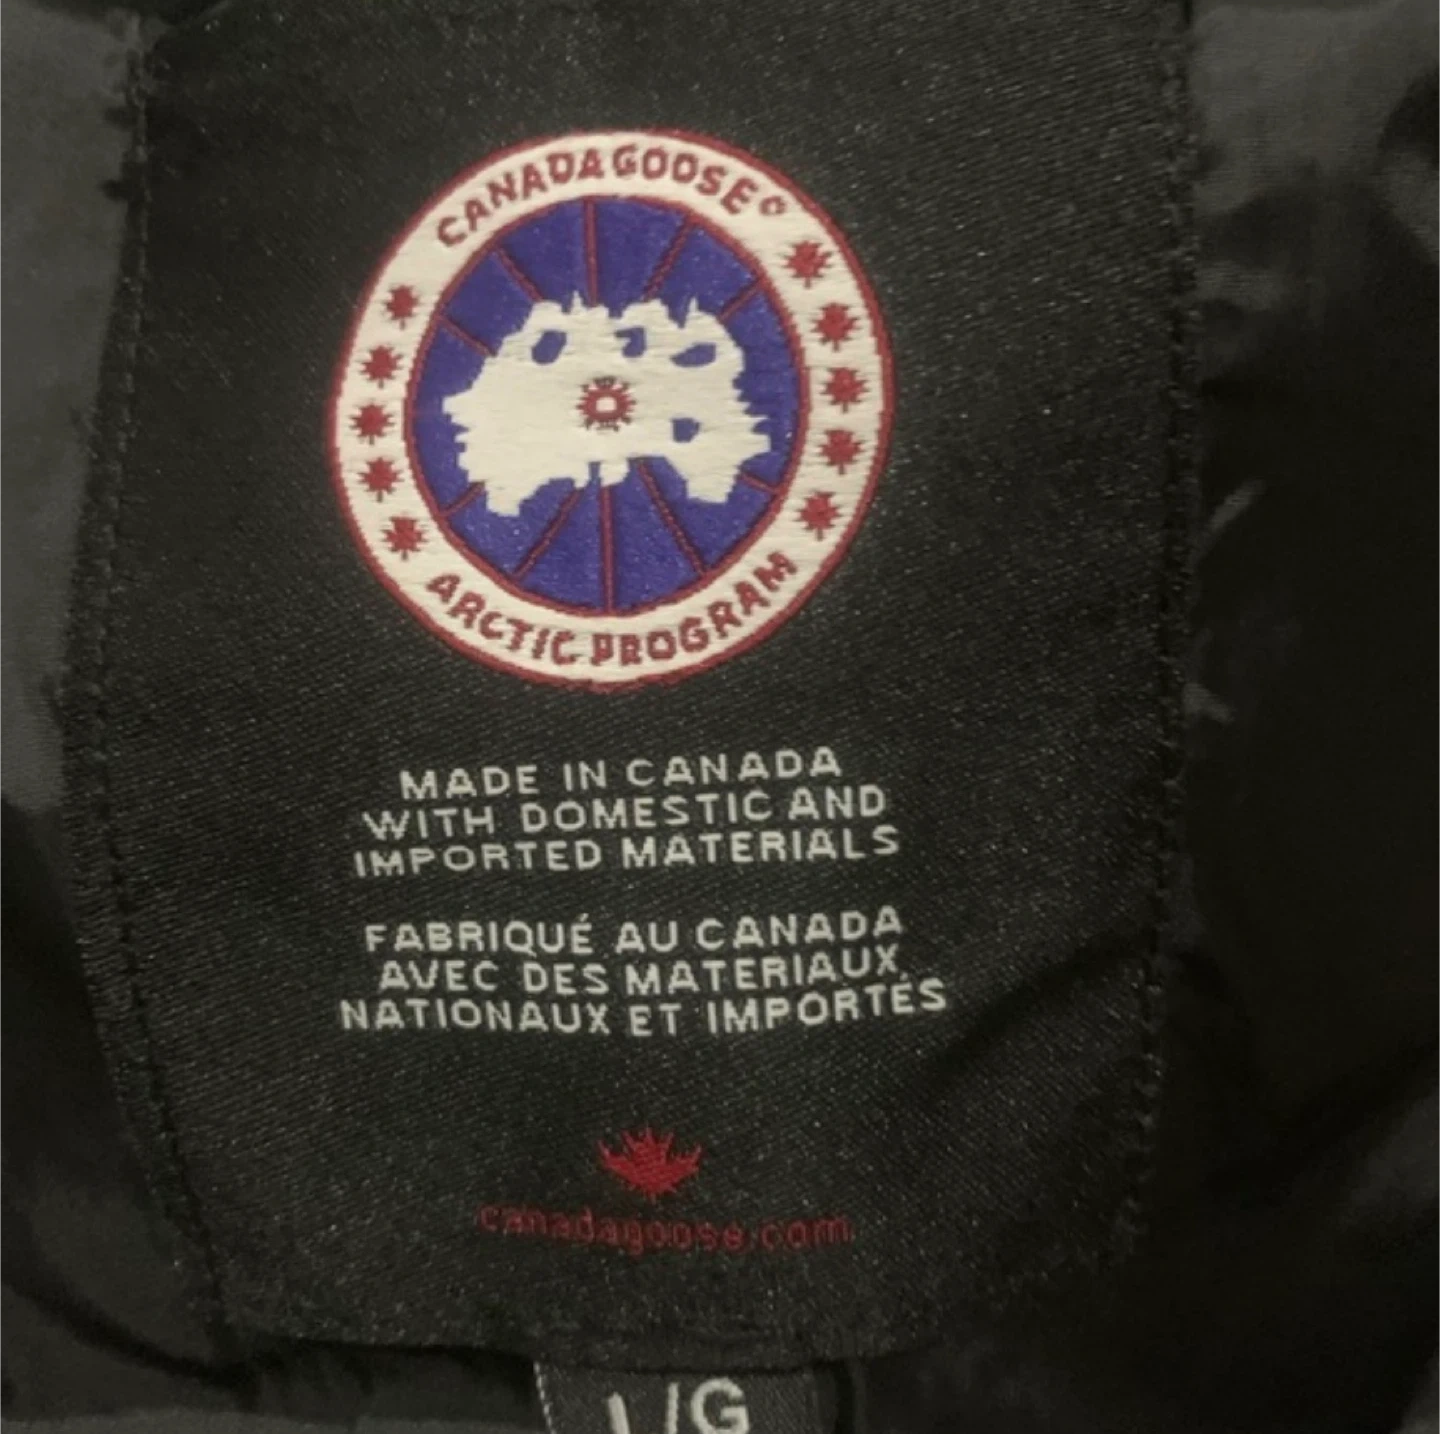 CANADA GOOSE®
ARCTIC PROGRAM
MADE IN CANADA
WITH DOMESTIC AND
IMPORTED MATERIALS
FABRIQUÉ AU CANADA
AVEC DES MATERIAUX
NATIONAUX ET IMPORTÉS
canadagoose.com
L/G